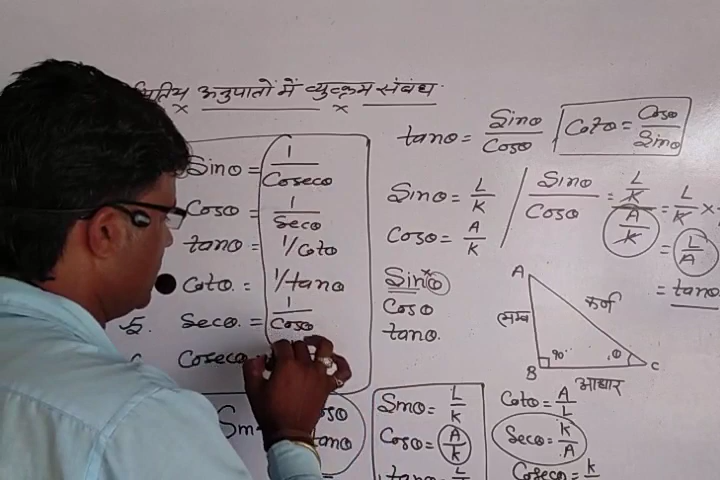 अनुपातों में व्युत्क्रम संबंध
Sinθ = 1/Cosecθ
Cosθ = 1/Secθ
tanθ = 1/Cotθ
Cotθ = 1/tanθ
5. Secθ = 1/Cosθ
Cosecθ
tanθ = Sinθ/Cosθ
Cotθ = Cosθ/Sinθ
Sinθ = L/K
Cosθ = A/K
Sinθ/Cosθ = L/K / A/K = L/K ×
= L/A
= tanθ
Sinθ
Cosθ
tanθ
A
लम्ब
कर्ण
90°
θ
B
C
आधार
Sinθ = L/K
Cosθ = A/K
tanθ = L
Cotθ = A/L
Secθ = K/A
Cosecθ = K
tanθ